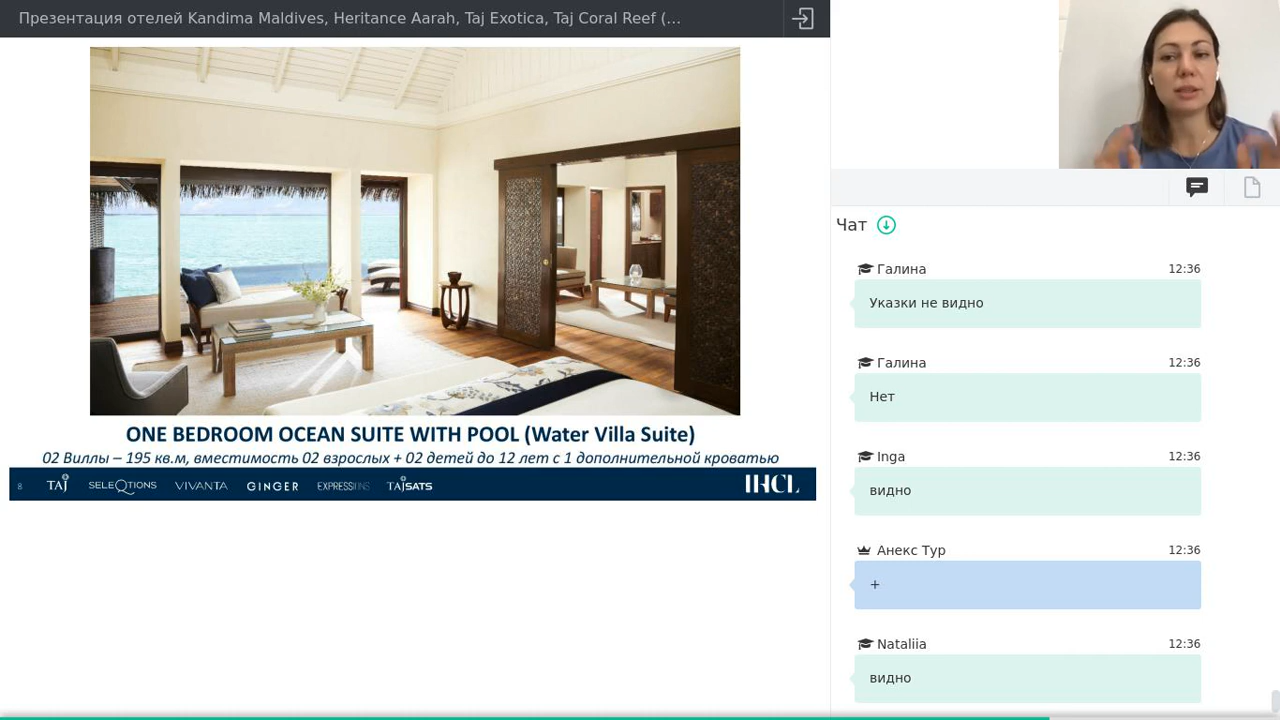 Презентация отелей Kandima Maldives, Heritance Aarah, Taj Exotica, Taj Coral Reef (...
ONE BEDROOM OCEAN SUITE WITH POOL (Water Villa Suite)
02 Виллы – 195 кв.м, вместимость 02 взрослых + 02 детей до 12 лет с 1 дополнительной кроватью
8 TAJ SELEQTIONS VIVANTA GINGER EXPRESSIONS TAJSATS IHCL
Чат
Галина 12:36
Указки не видно
Галина 12:36
Нет
Inga 12:36
видно
Анекс Тур 12:36
+
Nataliia 12:36
видно